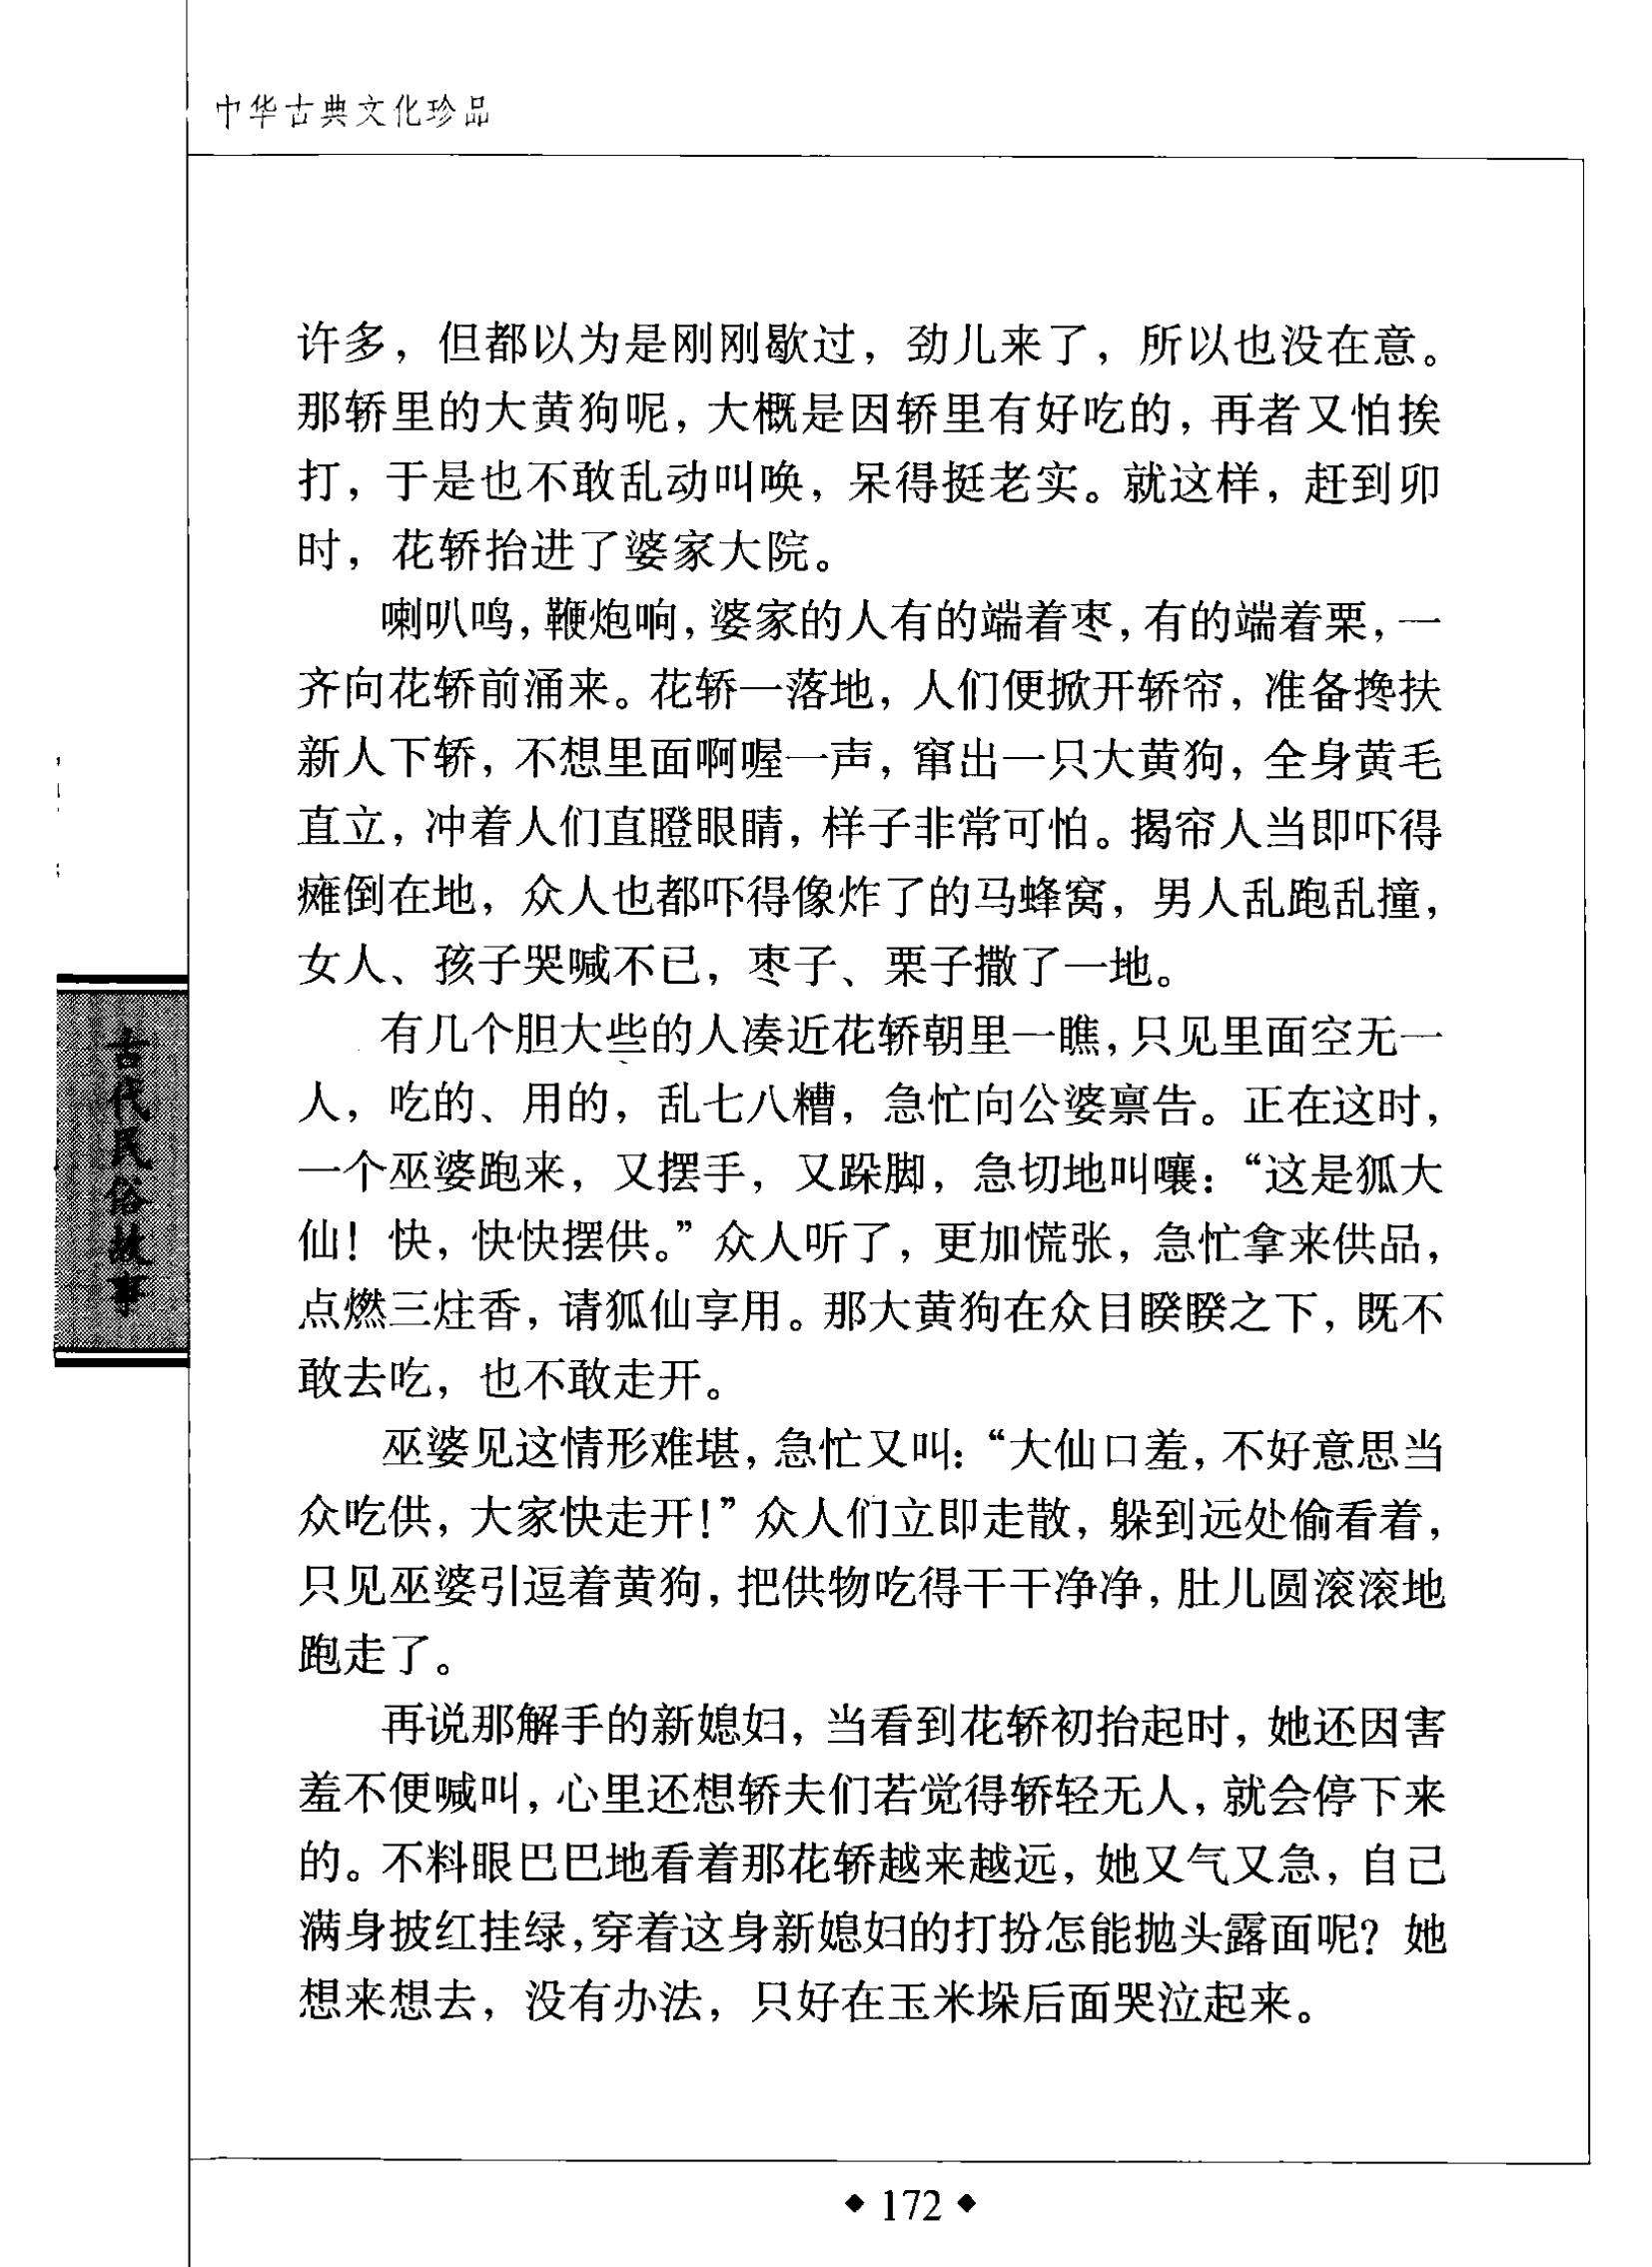 中华古典文化珍品
许多，但都以为是刚刚歇过，劲儿来了，所以也没在意。
那轿里的大黄狗呢，大概是因轿里有好吃的，再者又怕挨
打，于是也不敢乱动叫唤，呆得挺老实。就这样，赶到卯
时，花轿抬进了婆家大院。
喇叭鸣，鞭炮响，婆家的人有的端着枣，有的端着栗，一
齐向花轿前涌来。花轿一落地，人们便掀开轿帘，准备搀扶
新人下轿，不想里面啊喔一声，窜出一只大黄狗，全身黄毛
直立，冲着人们直瞪眼睛，样子非常可怕。揭帘人当即吓得
瘫倒在地，众人也都吓得像炸了的马蜂窝，男人乱跑乱撞，
女人、孩子哭喊不已，枣子、栗子撒了一地。
有几个胆大些的人凑近花轿朝里一瞧，只见里面空无一
人，吃的、用的，乱七八糟，急忙向公婆禀告。正在这时，
一个巫婆跑来，又摆手，又跺脚，急切地叫嚷：“这是狐大
仙！快，快快摆供。”众人听了，更加慌张，急忙拿来供品，
点燃三炷香，请狐仙享用。那大黄狗在众目睽睽之下，既不
敢去吃，也不敢走开。
巫婆见这情形难堪，急忙又叫：“大仙口羞，不好意思当
众吃供，大家快走开！”众人们立即走散，躲到远处偷看着，
只见巫婆引逗着黄狗，把供物吃得干干净净，肚儿圆滚滚地
跑走了。
再说那解手的新媳妇，当看到花轿初抬起时，她还因害
羞不便喊叫，心里还想轿夫们若觉得轿轻无人，就会停下来
的。不料眼巴巴地看着那花轿越来越远，她又气又急，自己
满身披红挂绿，穿着这身新媳妇的打扮怎能抛头露面呢？她
想来想去，没有办法，只好在玉米垛后面哭泣起来。
古代民俗故事
◆ 172 ◆